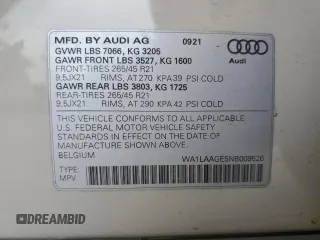 MFD. BY AUDI AG 09/21
GVWR LBS 7066, KG 3205
GAWR FRONT LBS 3527, KG 1600
FRONT-TIRES 265/45 R21
9,5JX21 RIMS, AT 270 KPA 39 PSI COLD
GAWR REAR LBS 3803, KG 1725
REAR-TIRES 265/45 R21
9,5JX21 RIMS, AT 290 KPA 42 PSI COLD
Audi
THIS VEHICLE CONFORMS TO ALL APPLICABLE
U.S. FEDERAL MOTOR VEHICLE SAFETY
STANDARDS IN EFFECT ON THE DATE OF
MANUFACTURE SHOWN ABOVE.
BELGIUM WA1LAAGE5NB009526
TYPE:
MPV
DREAMBID